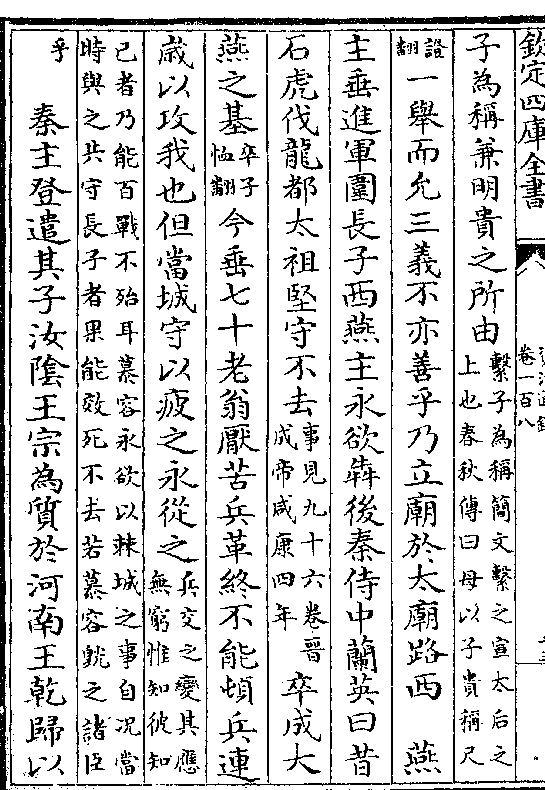 欽定四庫全書
卷一百八
子為稱兼明貴之所由繫子為稱簡文繫之宣太后之上也春秋傳曰母以子貴稱尺
證翻一舉而允三義不亦善乎乃立廟於太廟路西　燕
主垂進軍圍長子西燕主永欲犇後秦侍中蘭英曰昔
石虎伐龍都太祖堅守不去事見九十六卷晉成帝咸康四年卒成大
燕之基卒子恤翻今垂七十老翁厭苦兵革終不能頓兵連
歲以攻我也但當城守以疲之永從之兵交之變其應無窮惟知彼知
己者乃能百戰不殆耳慕容永欲以棘城之事自况當時與之共守長子者果能效死不去若慕容皝之諸臣
乎　秦主登遣其子汝陰王宗為質於河南王乾歸以